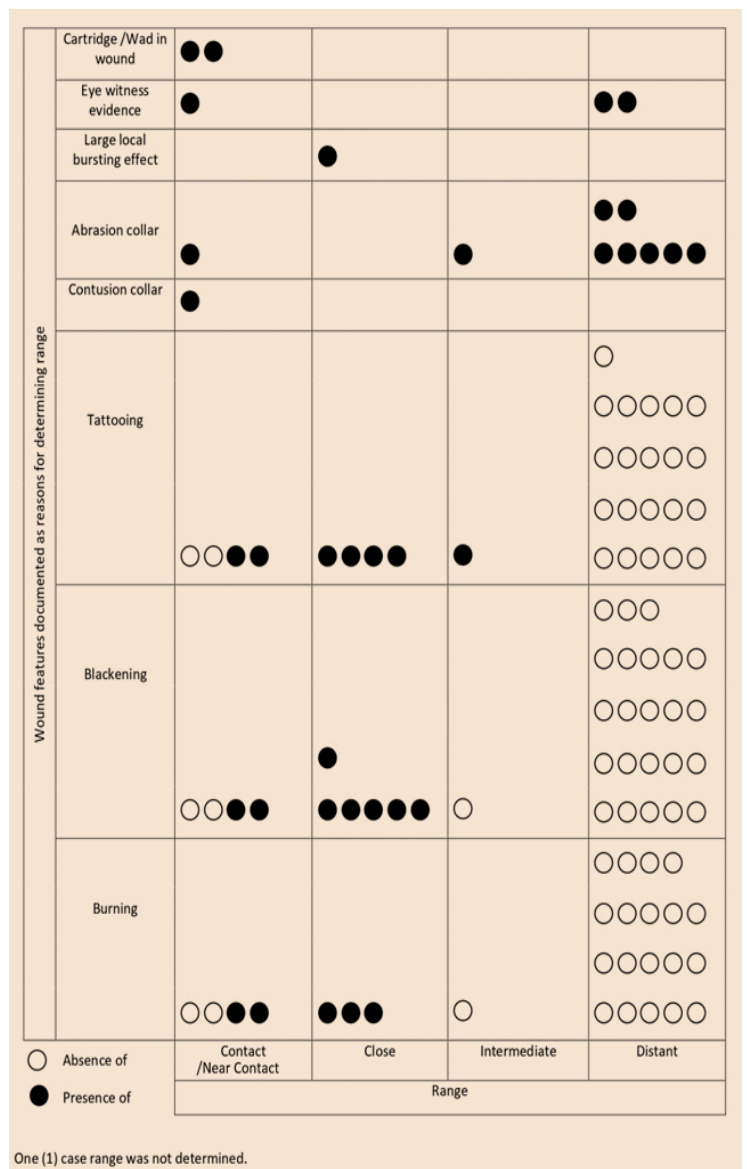 Wound features documented as reasons for determining range
Cartridge /Wad in
wound
Eye witness
evidence
Large local
bursting effect
Abrasion collar
Contusion collar
Tattooing
Blackening
Burning
Absence of
Presence of
Contact
/Near Contact
Close
Intermediate
Distant
Range
One (1) case range was not determined.